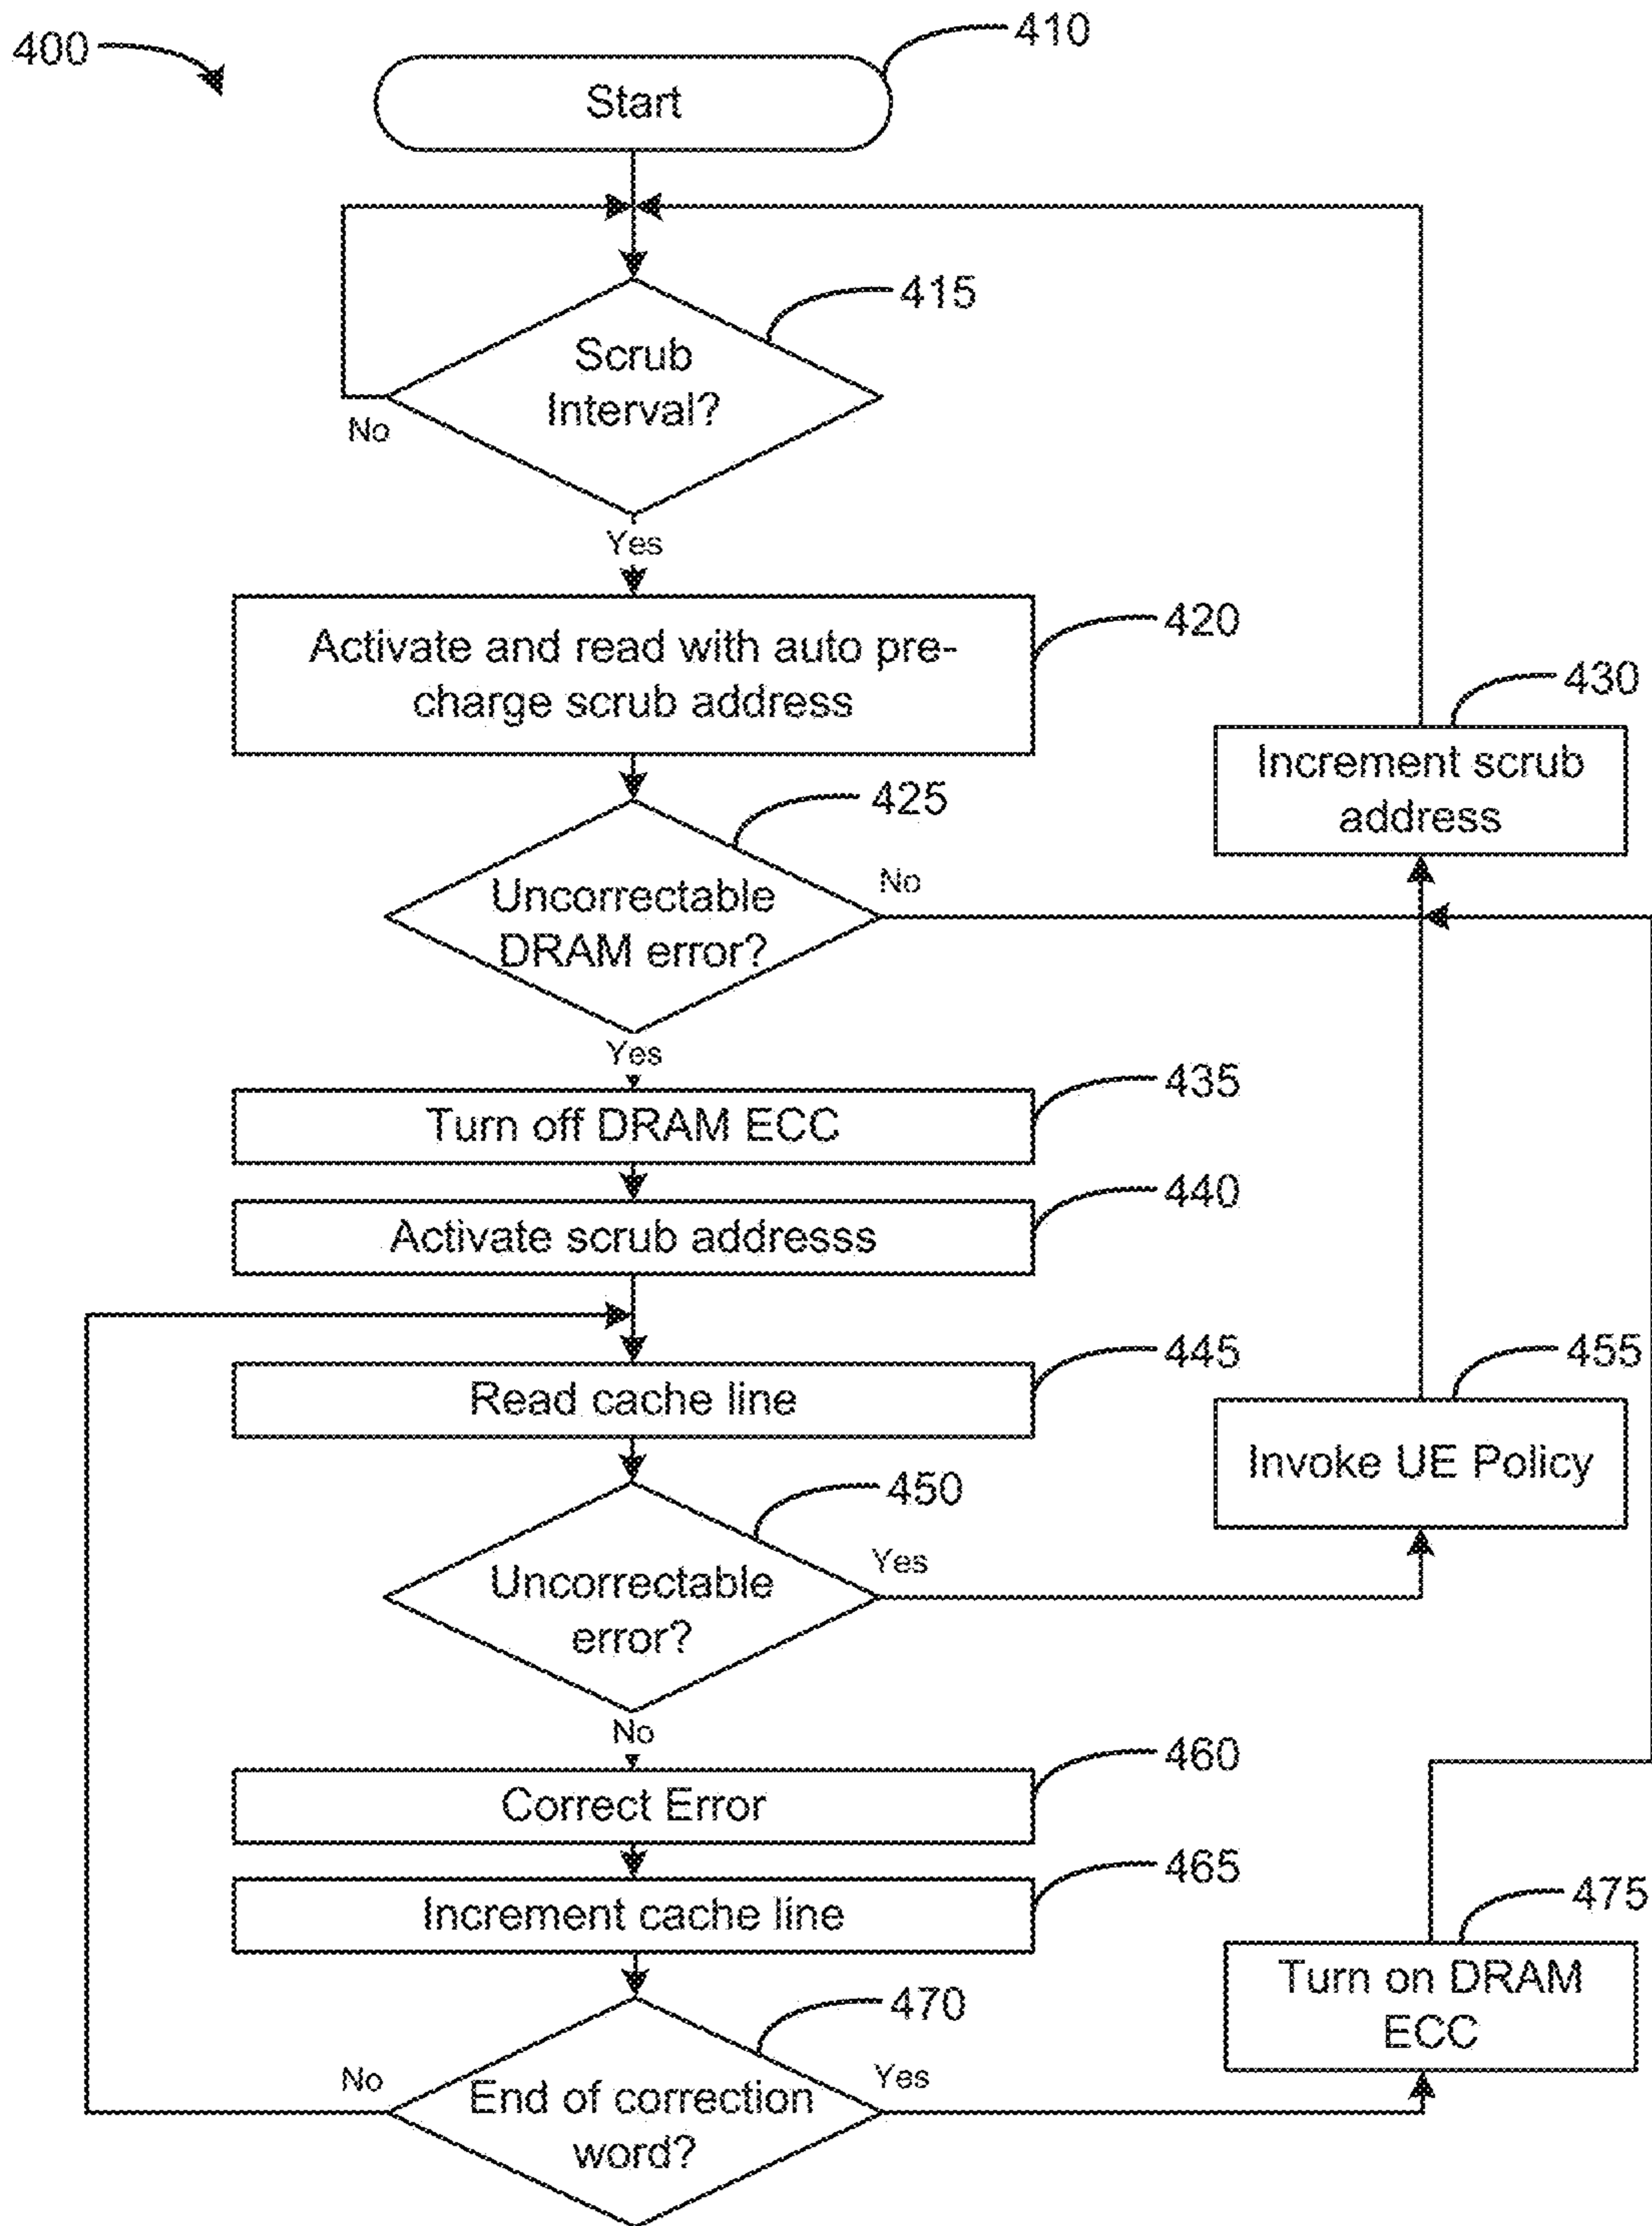 400
410
Start
415
Scrub
Interval?
No
Yes
420
Activate and read with auto pre-
charge scrub address
430
Increment scrub
address
425
Uncorrectable
DRAM error?
No
Yes
435
Turn off DRAM ECC
440
Activate scrub addresss
445
Read cache line
455
Invoke UE Policy
450
Uncorrectable
error?
Yes
No
460
Correct Error
465
Increment cache line
475
Turn on DRAM
ECC
470
End of correction
word?
No
Yes